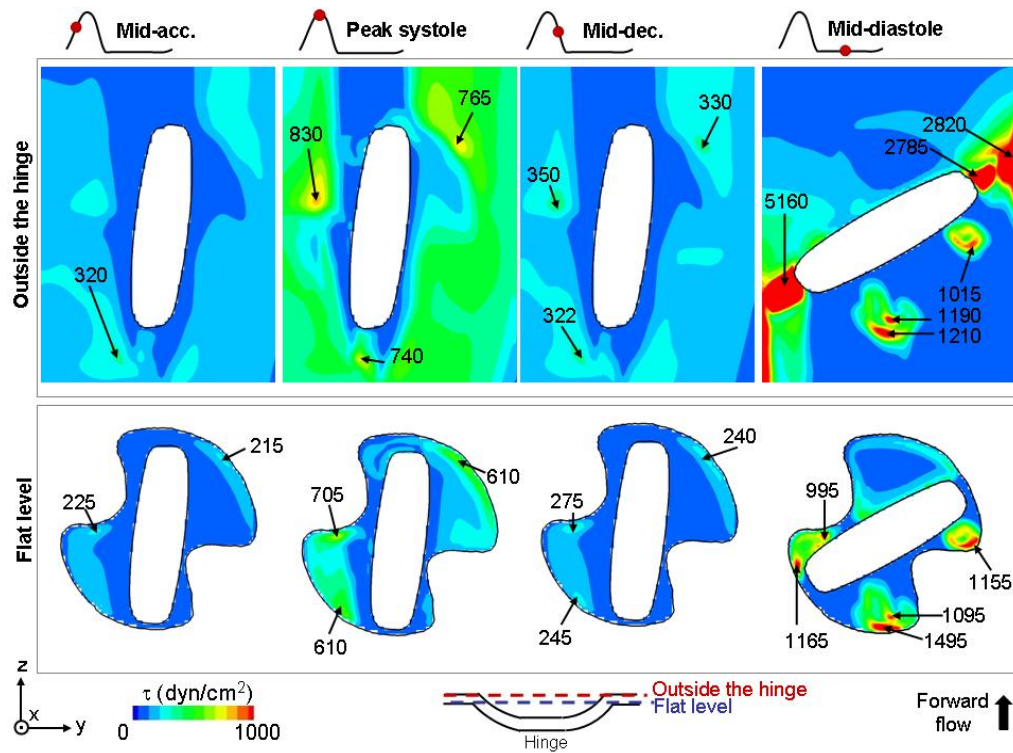 Mid-acc.
Peak systole
Mid-dec.
Mid-diastole
Outside the hinge
320
830
765
740
350
330
322
2820
2785
5160
1015
1190
1210
Flat level
215
225
610
705
610
240
275
245
995
1155
1095
1165
1495
z
x
y
τ (dyn/cm²)
0
1000
Outside the hinge
Flat level
Hinge
Forward
flow